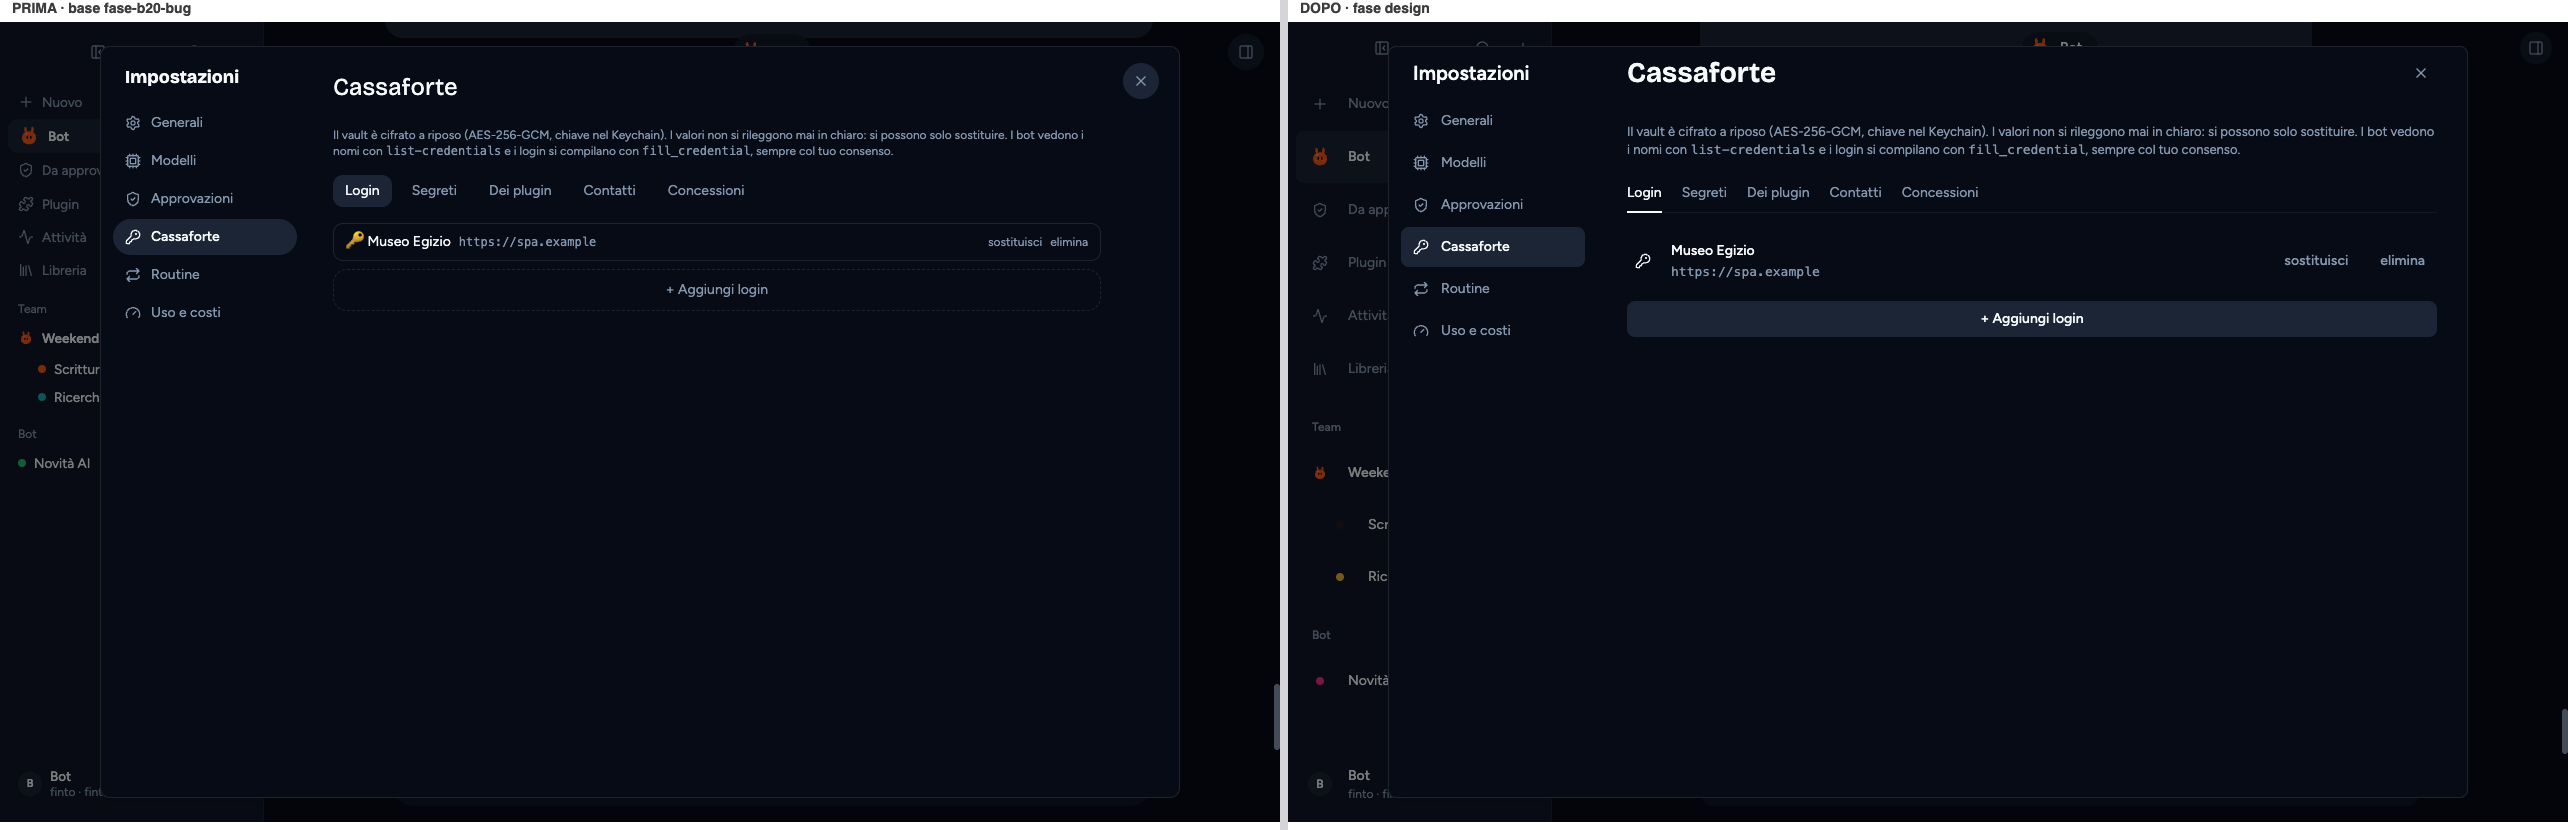 PRIMA · base fase-b20-bug
Impostazioni
Generali
Modelli
Approvazioni
Cassaforte
Routine
Uso e costi
Nuovo
Bot
Da approv
Plugin
Attività
Libreria
Team
Weekend
Scrittur
Ricerch
Bot
Novità AI
B
Bot
finto · fint
Cassaforte
Il vault è cifrato a riposo (AES-256-GCM, chiave nel Keychain). I valori non si rileggono mai in chiaro: si possono solo sostituire. I bot vedono i
nomi con list-credentials e i login si compilano con fill_credential, sempre col tuo consenso.
Login Segreti Dei plugin Contatti Concessioni
Museo Egizio https://spa.example sostituisci elimina
+ Aggiungi login
DOPO · fase design
Impostazioni
Generali
Modelli
Approvazioni
Cassaforte
Routine
Uso e costi
Nuovo
Bot
Da app
Plugin
Attivit
Libreri
Team
Weeke
Scr
Ric
Bot
Novità
B
Bot
finto · fi
Bot
Cassaforte
Il vault è cifrato a riposo (AES-256-GCM, chiave nel Keychain). I valori non si rileggono mai in chiaro: si possono solo sostituire. I bot vedono
i nomi con list-credentials e i login si compilano con fill_credential, sempre col tuo consenso.
Login Segreti Dei plugin Contatti Concessioni
Museo Egizio
https://spa.example
sostituisci elimina
+ Aggiungi login